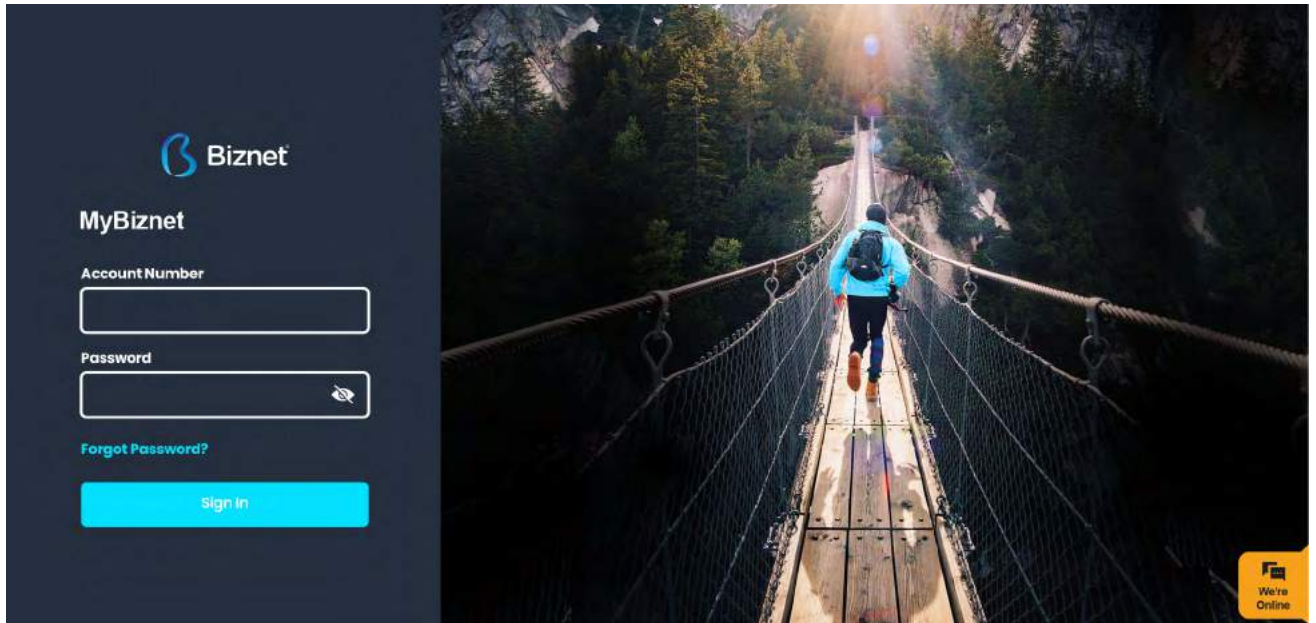 Biznet
MyBiznet
Account Number
Password
Forgot Password?
Sign In
We're
Online